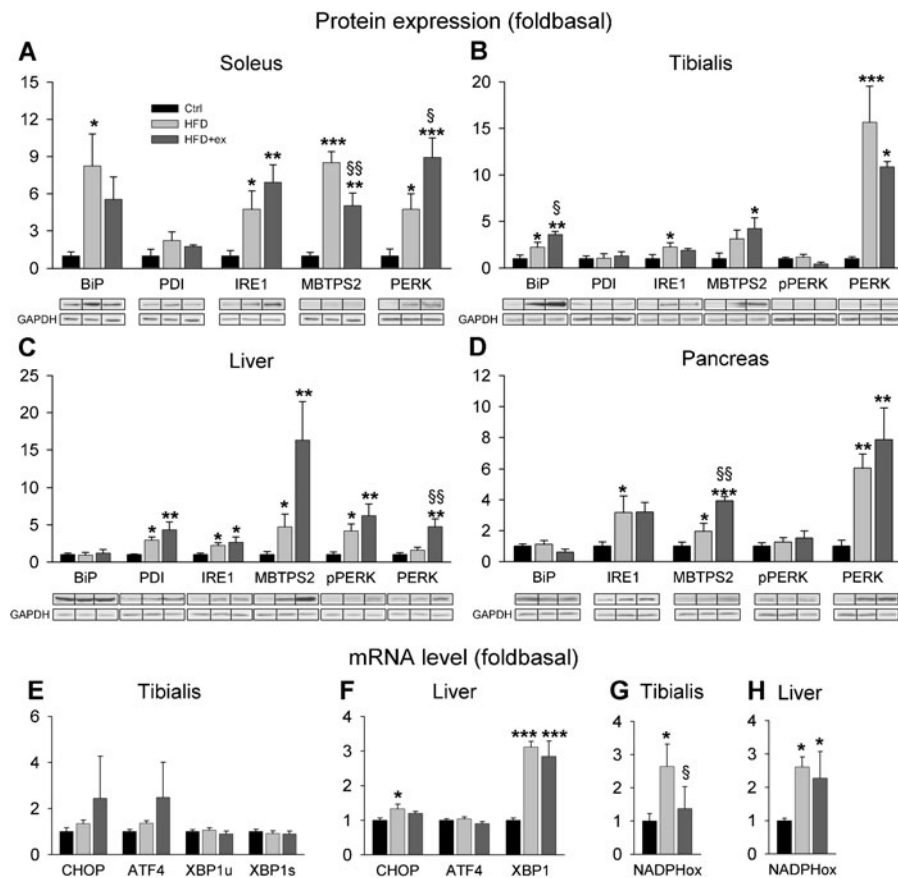 Protein expression (foldbasal)
A
Soleus
15
12
9
6
3
0
Ctrl
HFD
HFD+ex
*
*
**
***
§§
**
*
§
***
BiP PDI IRE1 MBTPS2 PERK
GAPDH
B
Tibialis
20
15
10
5
0
*
§
**
*
*
***
*
BiP PDI IRE1 MBTPS2 pPERK PERK
GAPDH
C
Liver
25
20
15
10
5
0
*
**
*
*
*
**
*
**
§§
**
BiP PDI IRE1 MBTPS2 pPERK PERK
GAPDH
D
Pancreas
12
10
8
6
4
2
0
*
*
§§
***
**
**
BiP IRE1 MBTPS2 pPERK PERK
GAPDH
mRNA level (foldbasal)
E
Tibialis
6
4
2
0
CHOP ATF4 XBP1u XBP1s
F
Liver
4
3
2
1
0
*
*** ***
CHOP ATF4 XBP1
G
Tibialis
4
3
2
1
0
*
§
NADPHox
H
Liver
4
3
2
1
0
*
*
NADPHox